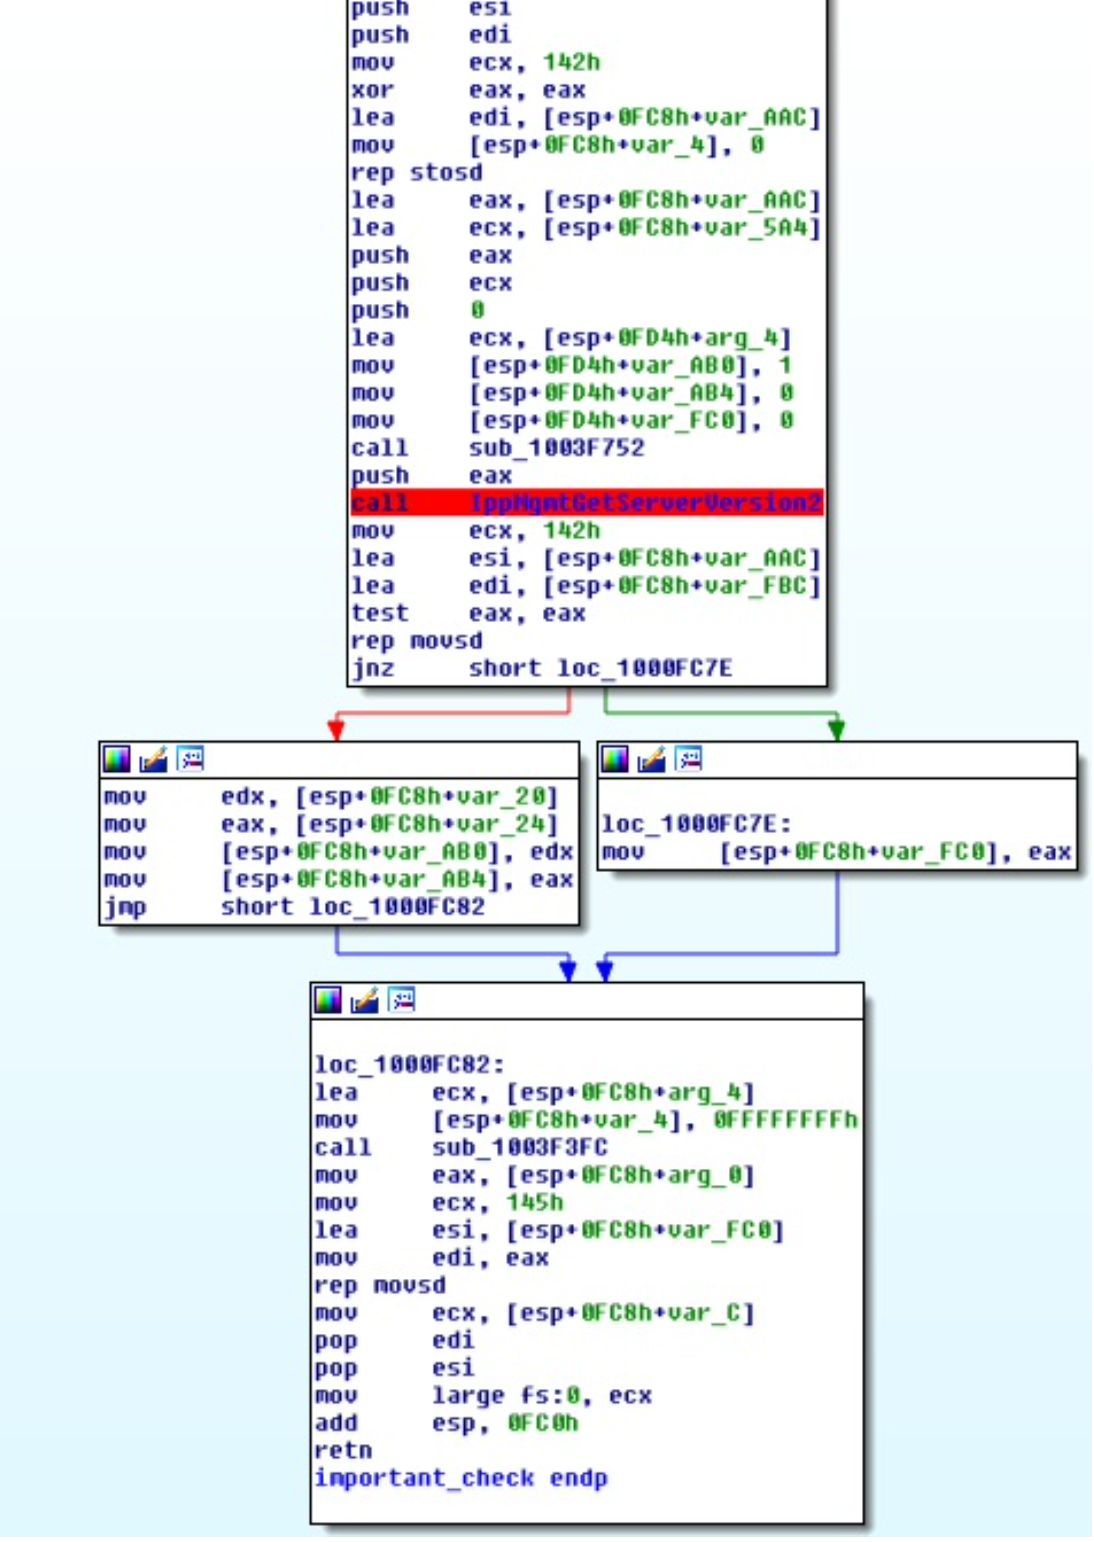 push esi
push edi
mov ecx, 142h
xor eax, eax
lea edi, [esp+0FC8h+var_AAC]
mov [esp+0FC8h+var_4], 0
rep stosd
lea eax, [esp+0FC8h+var_AAC]
lea ecx, [esp+0FC8h+var_5A4]
push eax
push ecx
push 0
lea ecx, [esp+0FD4h+arg_4]
mov [esp+0FD4h+var_AB0], 1
mov [esp+0FD4h+var_AB4], 0
mov [esp+0FD4h+var_FC0], 0
call sub_1003F752
push eax
call IppMgmtGetServerVersion2
mov ecx, 142h
lea esi, [esp+0FC8h+var_AAC]
lea edi, [esp+0FC8h+var_FBC]
test eax, eax
rep movsd
jnz short loc_1000FC7E
mov edx, [esp+0FC8h+var_20]
mov eax, [esp+0FC8h+var_24]
mov [esp+0FC8h+var_AB0], edx
mov [esp+0FC8h+var_AB4], eax
jmp short loc_1000FC82
loc_1000FC7E:
mov [esp+0FC8h+var_FC0], eax
loc_1000FC82:
lea ecx, [esp+0FC8h+arg_4]
mov [esp+0FC8h+var_4], 0FFFFFFFFh
call sub_1003F3FC
mov eax, [esp+0FC8h+arg_0]
mov ecx, 145h
lea esi, [esp+0FC8h+var_FC0]
mov edi, eax
rep movsd
mov ecx, [esp+0FC8h+var_C]
pop edi
pop esi
mov large fs:0, ecx
add esp, 0FC0h
retn
important_check endp